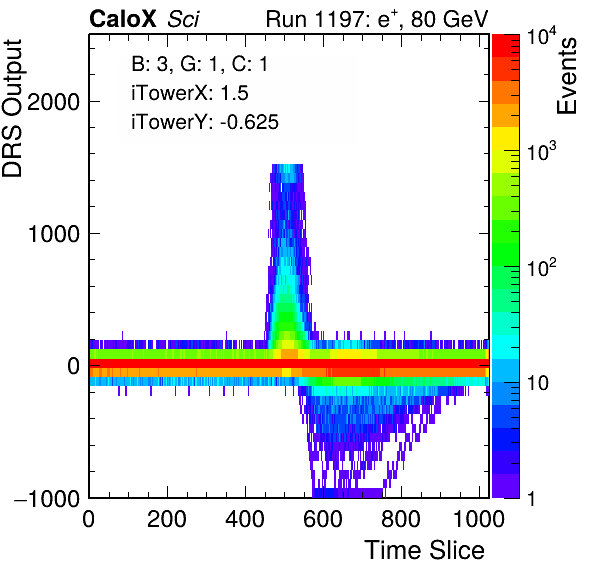 CaloX Sci Run 1197: e+, 80 GeV
B: 3, G: 1, C: 1
iTowerX: 1.5
iTowerY: -0.625
DRS Output
2000
1000
0
−1000
0 200 400 600 800 1000
Time Slice
10^4
10^3
10^2
10
1
Events